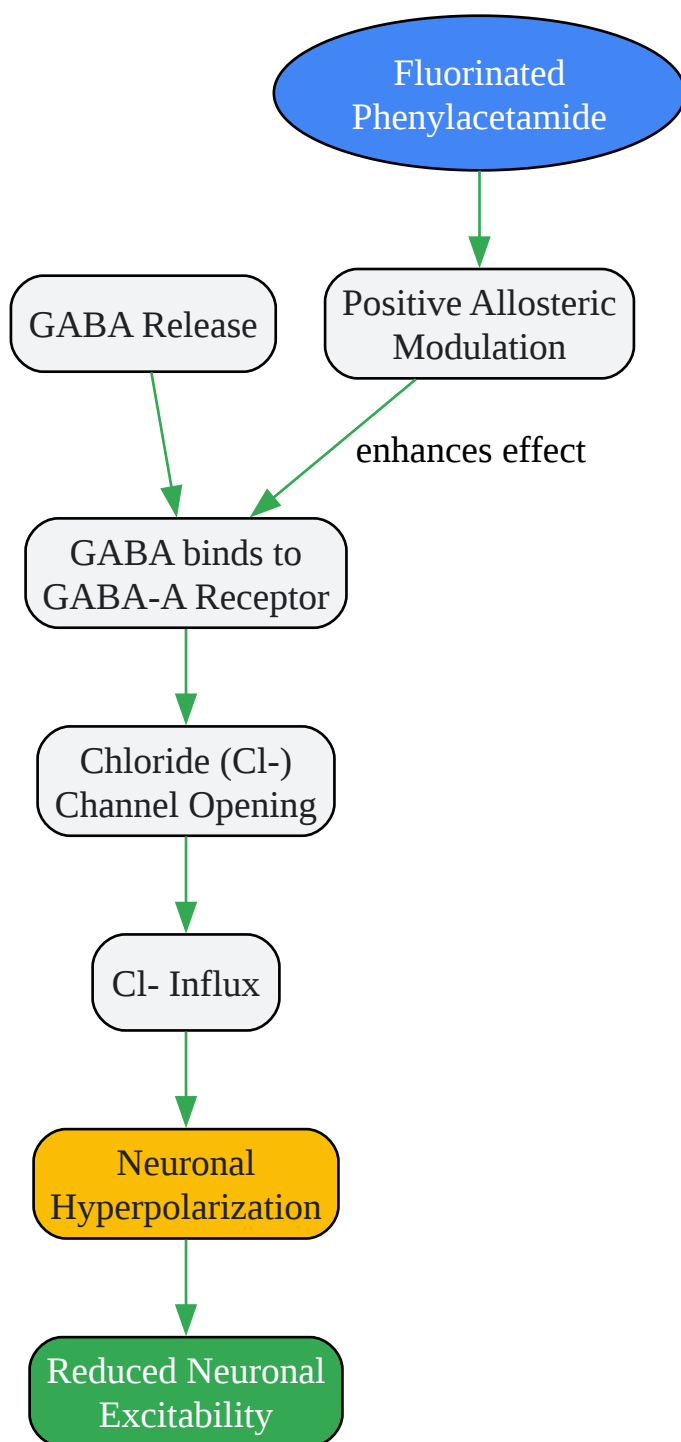 Fluorinated
Phenylacetamide
GABA Release
Positive Allosteric
Modulation
enhances effect
GABA binds to
GABA-A Receptor
Chloride (Cl-)
Channel Opening
Cl- Influx
Neuronal
Hyperpolarization
Reduced Neuronal
Excitability